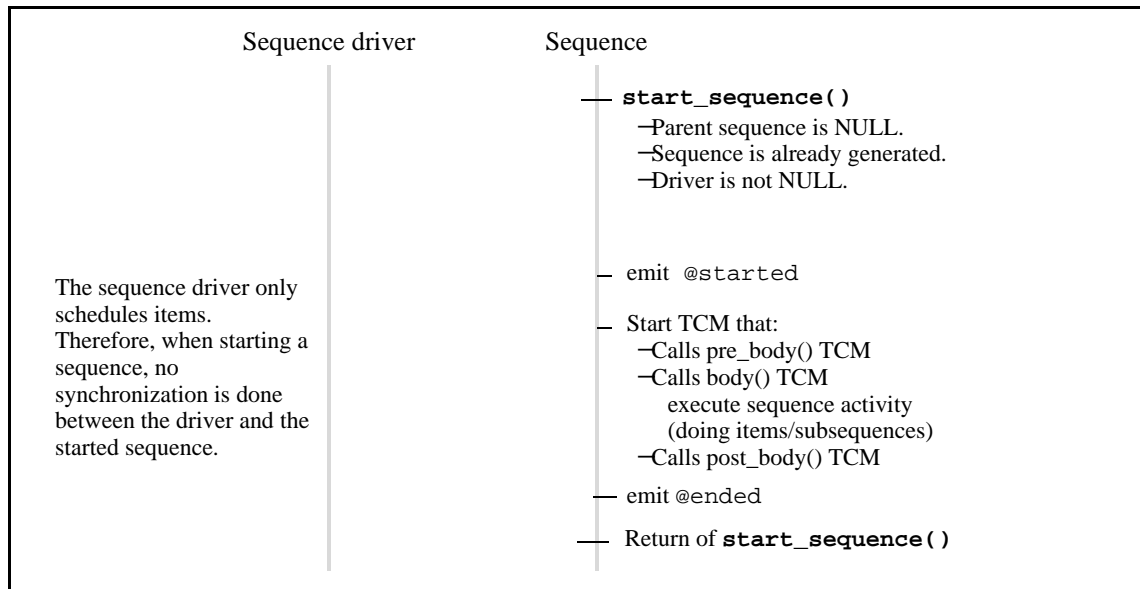 Sequence driver
Sequence
start_sequence()
—Parent sequence is NULL.
—Sequence is already generated.
—Driver is not NULL.
emit @started
The sequence driver only
schedules items.
Therefore, when starting a
sequence, no
synchronization is done
between the driver and the
started sequence.
Start TCM that:
—Calls pre_body() TCM
—Calls body() TCM
execute sequence activity
(doing items/subsequences)
—Calls post_body() TCM
emit @ended
Return of start_sequence()